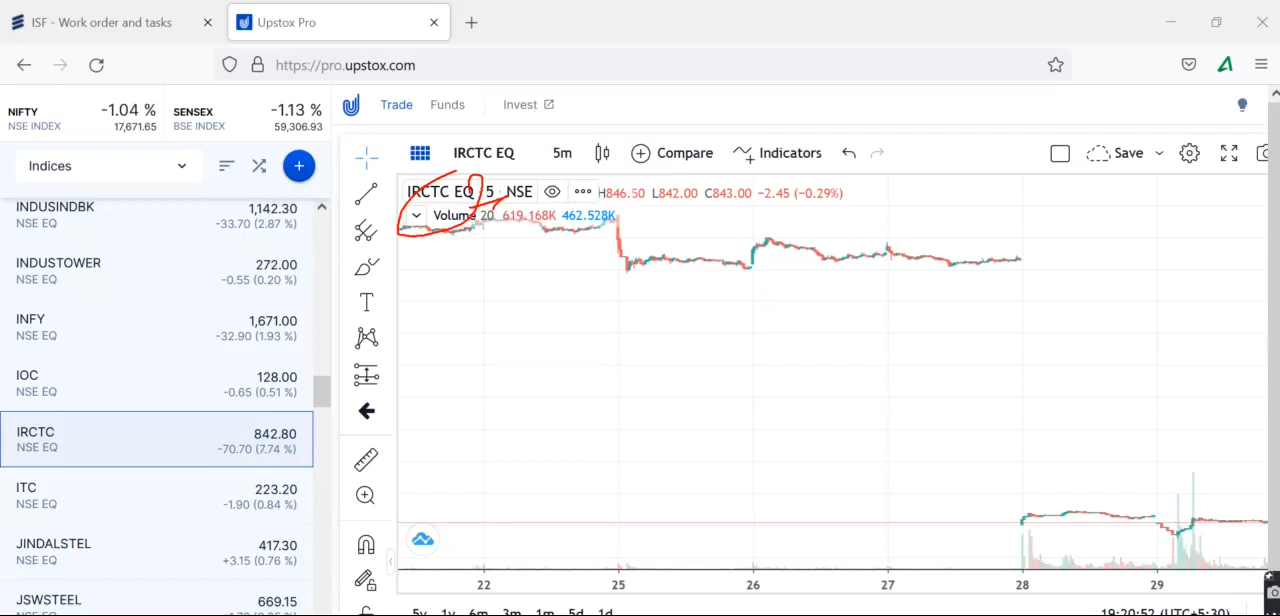 ISF - Work order and tasks
Upstox Pro
https://pro.upstox.com
NIFTY -1.04 % SENSEX -1.13 %
NSE INDEX 17,671.65 BSE INDEX 59,306.93
Trade Funds Invest
Indices
IRCTC EQ 5m Compare Indicators Save
INDUSINDBK 1,142.30
NSE EQ -33.70 (2.87 %)
INDUSTOWER 272.00
NSE EQ -0.55 (0.20 %)
INFY 1,671.00
NSE EQ -32.90 (1.93 %)
IOC 128.00
NSE EQ -0.65 (0.51 %)
IRCTC 842.80
NSE EQ -70.70 (7.74 %)
ITC 223.20
NSE EQ -1.90 (0.84 %)
JINDALSTEL 417.30
NSE EQ +3.15 (0.76 %)
JSWSTEEL 669.15
IRCTC EQ · 5 · NSE H846.50 L842.00 C843.00 -2.45 (-0.29%)
Volume 20 619.168K 462.528K
22 25 26 27 28 29
5y 1y 6m 3m 1m 5d 1d 19:20:52 (UTC+5:30)